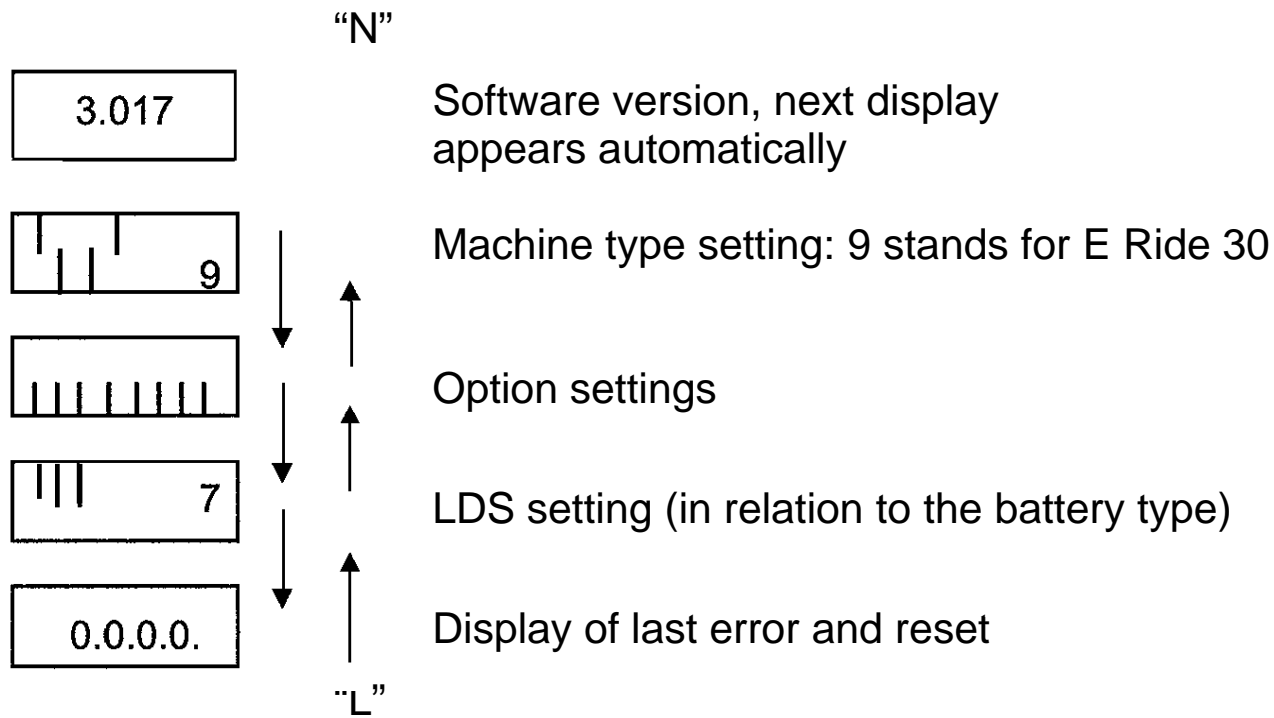 “N”
3.017
Software version, next display
appears automatically
9
Machine type setting: 9 stands for E Ride 30
Option settings
7
LDS setting (in relation to the battery type)
0.0.0.0.
Display of last error and reset
¨L”